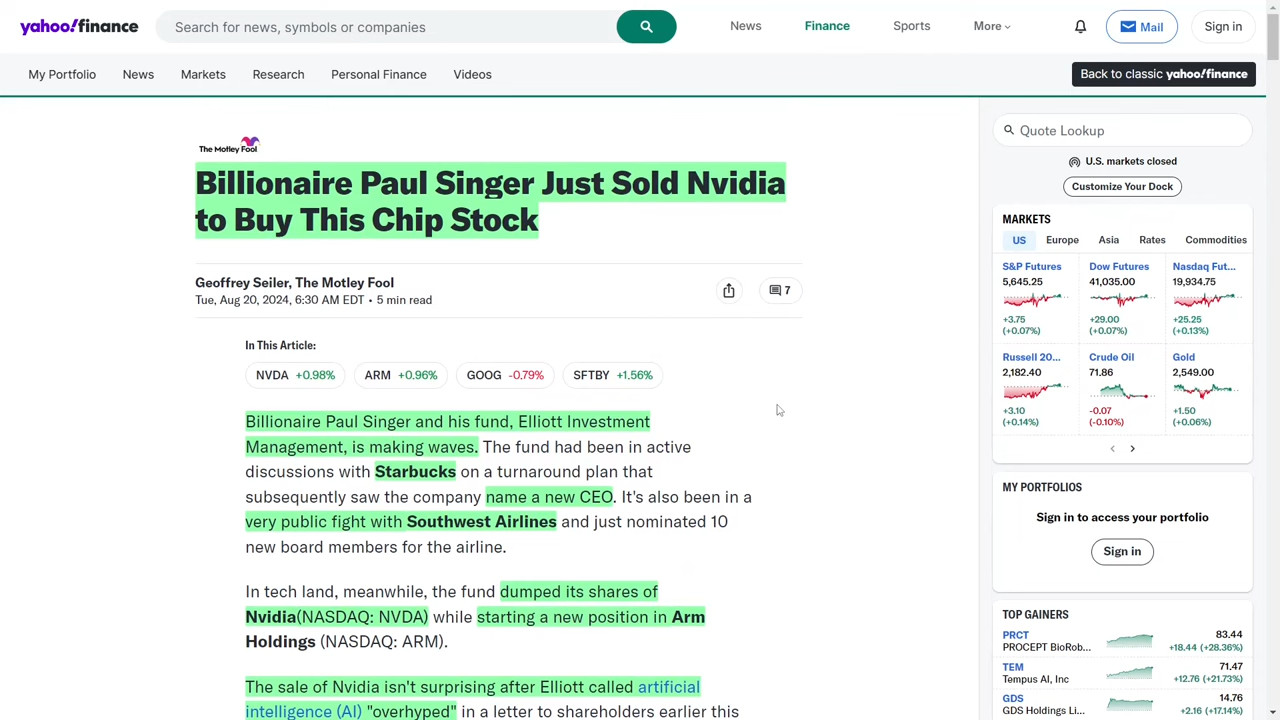 yahoo!finance
Search for news, symbols or companies
News
Finance
Sports
More
Mail
Sign in
My Portfolio
News
Markets
Research
Personal Finance
Videos
Back to classic yahoo!finance
The Motley Fool
Billionaire Paul Singer Just Sold Nvidia
to Buy This Chip Stock
Geoffrey Seiler, The Motley Fool
Tue, Aug 20, 2024, 6:30 AM EDT • 5 min read
7
In This Article:
NVDA +0.98%
ARM +0.96%
GOOG -0.79%
SFTBY +1.56%
Billionaire Paul Singer and his fund, Elliott Investment
Management, is making waves. The fund had been in active
discussions with Starbucks on a turnaround plan that
subsequently saw the company name a new CEO. It's also been in a
very public fight with Southwest Airlines and just nominated 10
new board members for the airline.
In tech land, meanwhile, the fund dumped its shares of
Nvidia(NASDAQ: NVDA) while starting a new position in Arm
Holdings (NASDAQ: ARM).
The sale of Nvidia isn't surprising after Elliott called artificial
intelligence (AI) "overhyped" in a letter to shareholders earlier this
Quote Lookup
U.S. markets closed
Customize Your Dock
MARKETS
US
Europe
Asia
Rates
Commodities
S&P Futures
5,645.25
+3.75
(+0.07%)
Dow Futures
41,035.00
+29.00
(+0.07%)
Nasdaq Fut...
19,934.75
+25.25
(+0.13%)
Russell 20...
2,182.40
+3.10
(+0.14%)
Crude Oil
71.86
-0.07
(-0.10%)
Gold
2,549.00
+1.50
(+0.06%)
MY PORTFOLIOS
Sign in to access your portfolio
Sign in
TOP GAINERS
PRCT 83.44
PROCEPT BioRob... +18.44 (+28.36%)
TEM 71.47
Tempus AI, Inc +12.76 (+21.73%)
GDS 14.76
GDS Holdings Li... +2.16 (+17.14%)